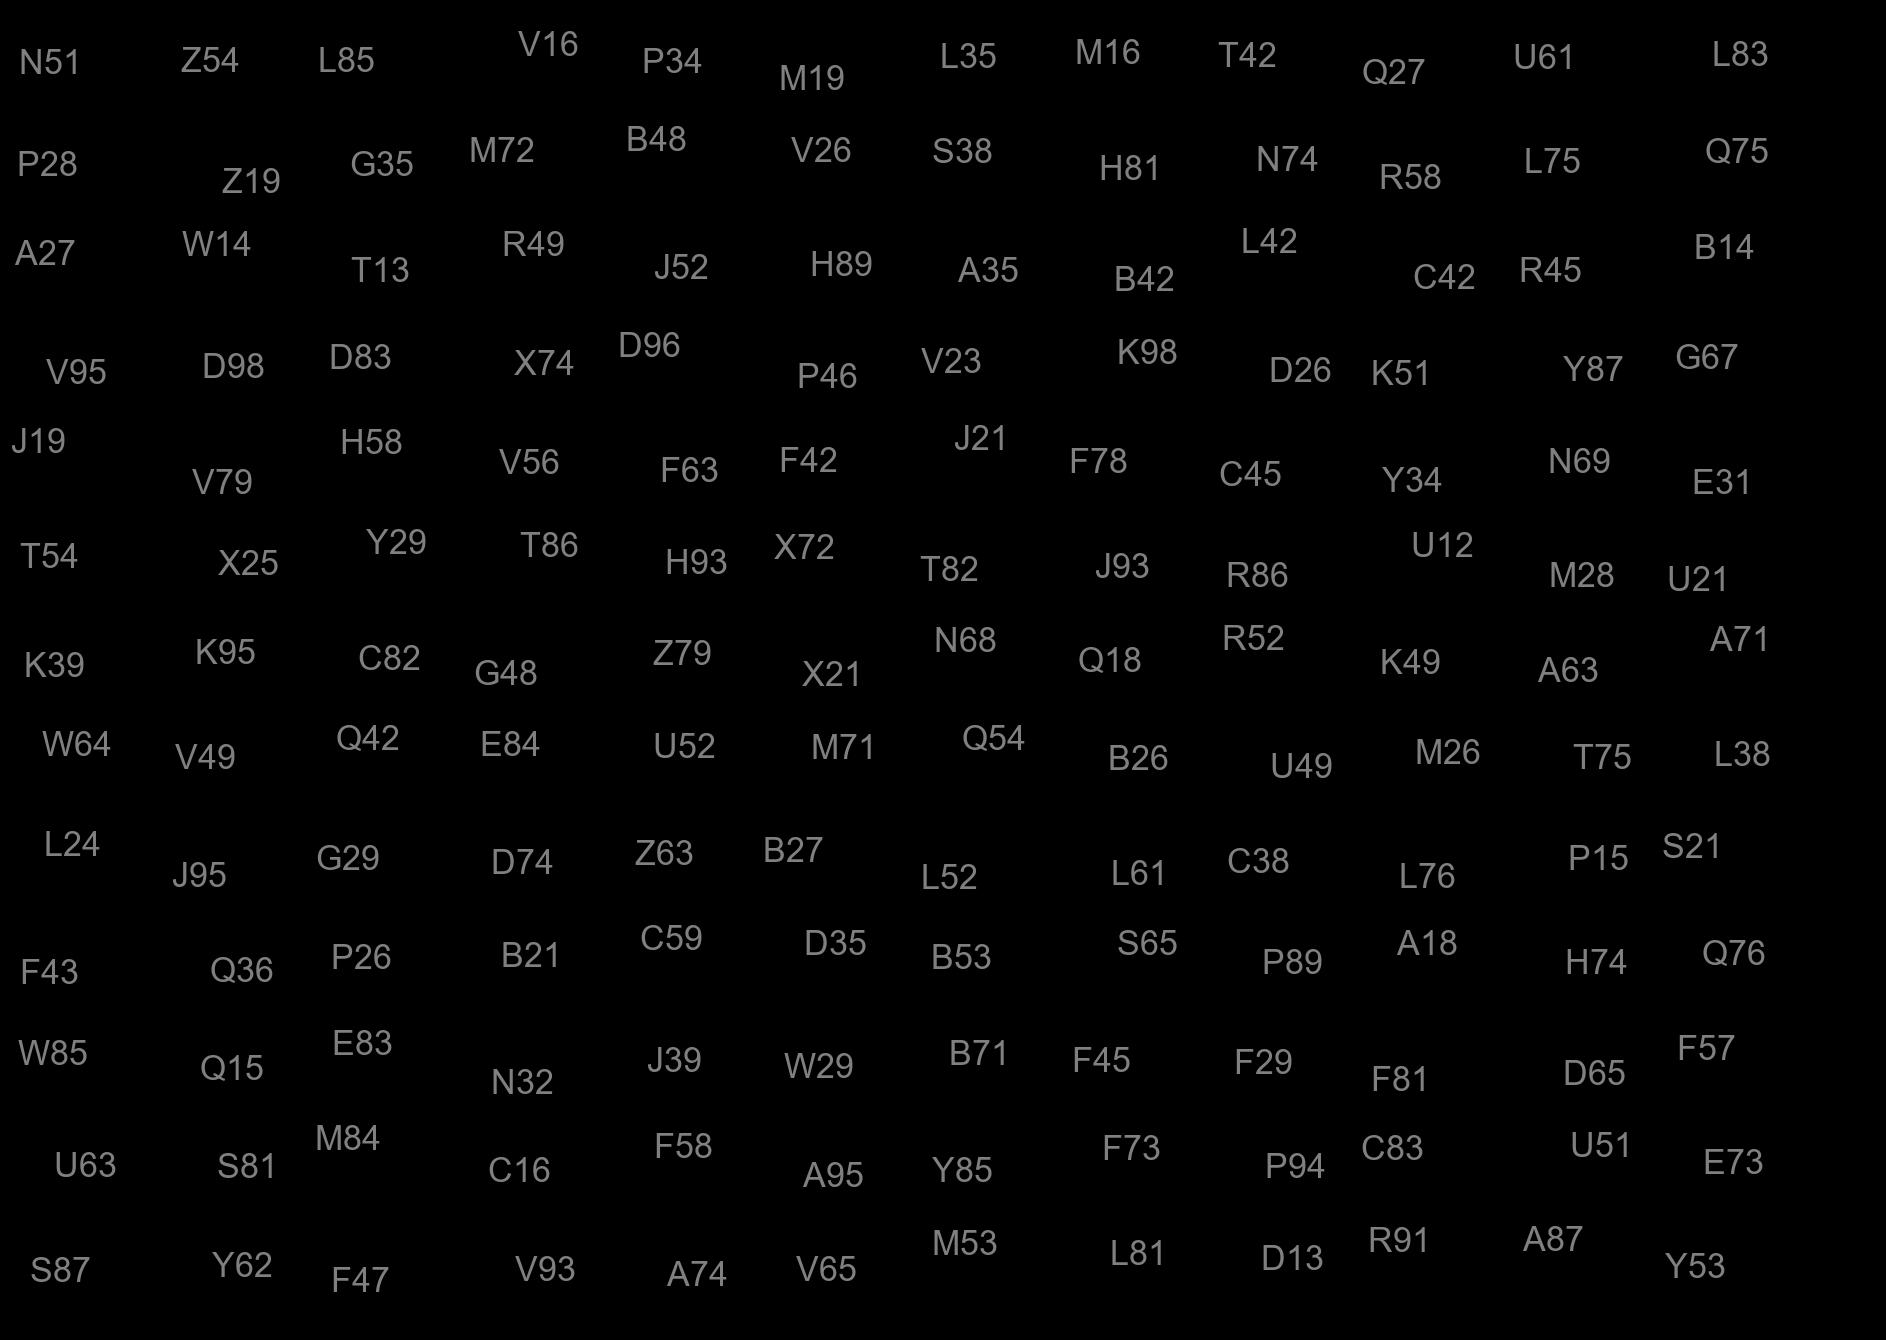 N51 Z54 L85 V16 P34 M19 L35 M16 T42 Q27 U61 L83
P28 Z19 G35 M72 B48 V26 S38 H81 N74 R58 L75 Q75
A27 W14 T13 R49 J52 H89 A35 B42 L42 C42 R45 B14
V95 D98 D83 X74 D96 P46 V23 K98 D26 K51 Y87 G67
J19 V79 H58 V56 F63 F42 J21 F78 C45 Y34 N69 E31
T54 X25 Y29 T86 H93 X72 T82 J93 R86 U12 M28 U21
K39 K95 C82 G48 Z79 X21 N68 Q18 R52 K49 A63 A71
W64 V49 Q42 E84 U52 M71 Q54 B26 U49 M26 T75 L38
L24 J95 G29 D74 Z63 B27 L52 L61 C38 L76 P15 S21
F43 Q36 P26 B21 C59 D35 B53 S65 P89 A18 H74 Q76
W85 Q15 E83 N32 J39 W29 B71 F45 F29 F81 D65 F57
U63 S81 M84 C16 F58 A95 Y85 F73 P94 C83 U51 E73
S87 Y62 F47 V93 A74 V65 M53 L81 D13 R91 A87 Y53